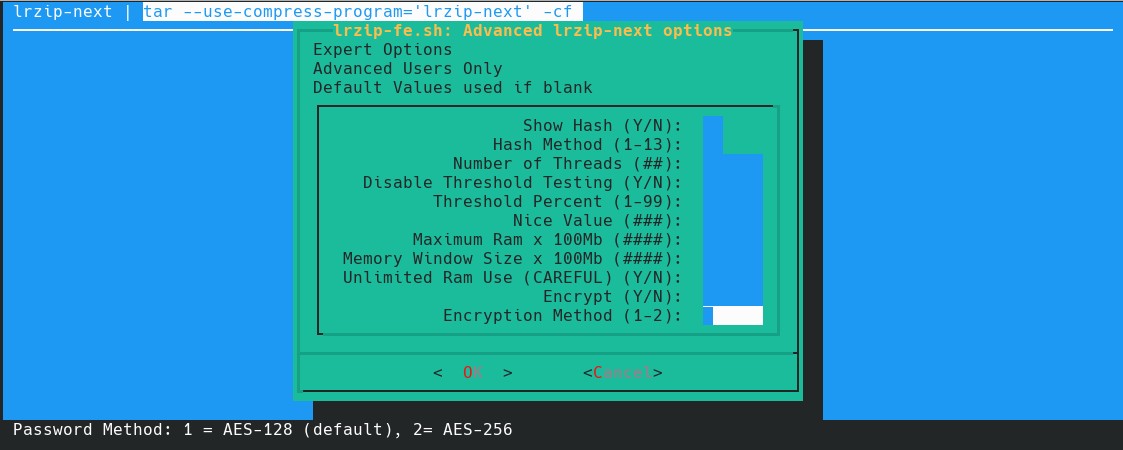 lrzip-next | tar --use-compress-program='lrzip-next' -cf
lrzip-fe.sh: Advanced lrzip-next options
Expert Options
Advanced Users Only
Default Values used if blank
Show Hash (Y/N):
Hash Method (1-13):
Number of Threads (##):
Disable Threshold Testing (Y/N):
Threshold Percent (1-99):
Nice Value (###):
Maximum Ram x 100Mb (####):
Memory Window Size x 100Mb (####):
Unlimited Ram Use (CAREFUL) (Y/N):
Encrypt (Y/N):
Encryption Method (1-2):
< OK > <Cancel>
Password Method: 1 = AES-128 (default), 2= AES-256